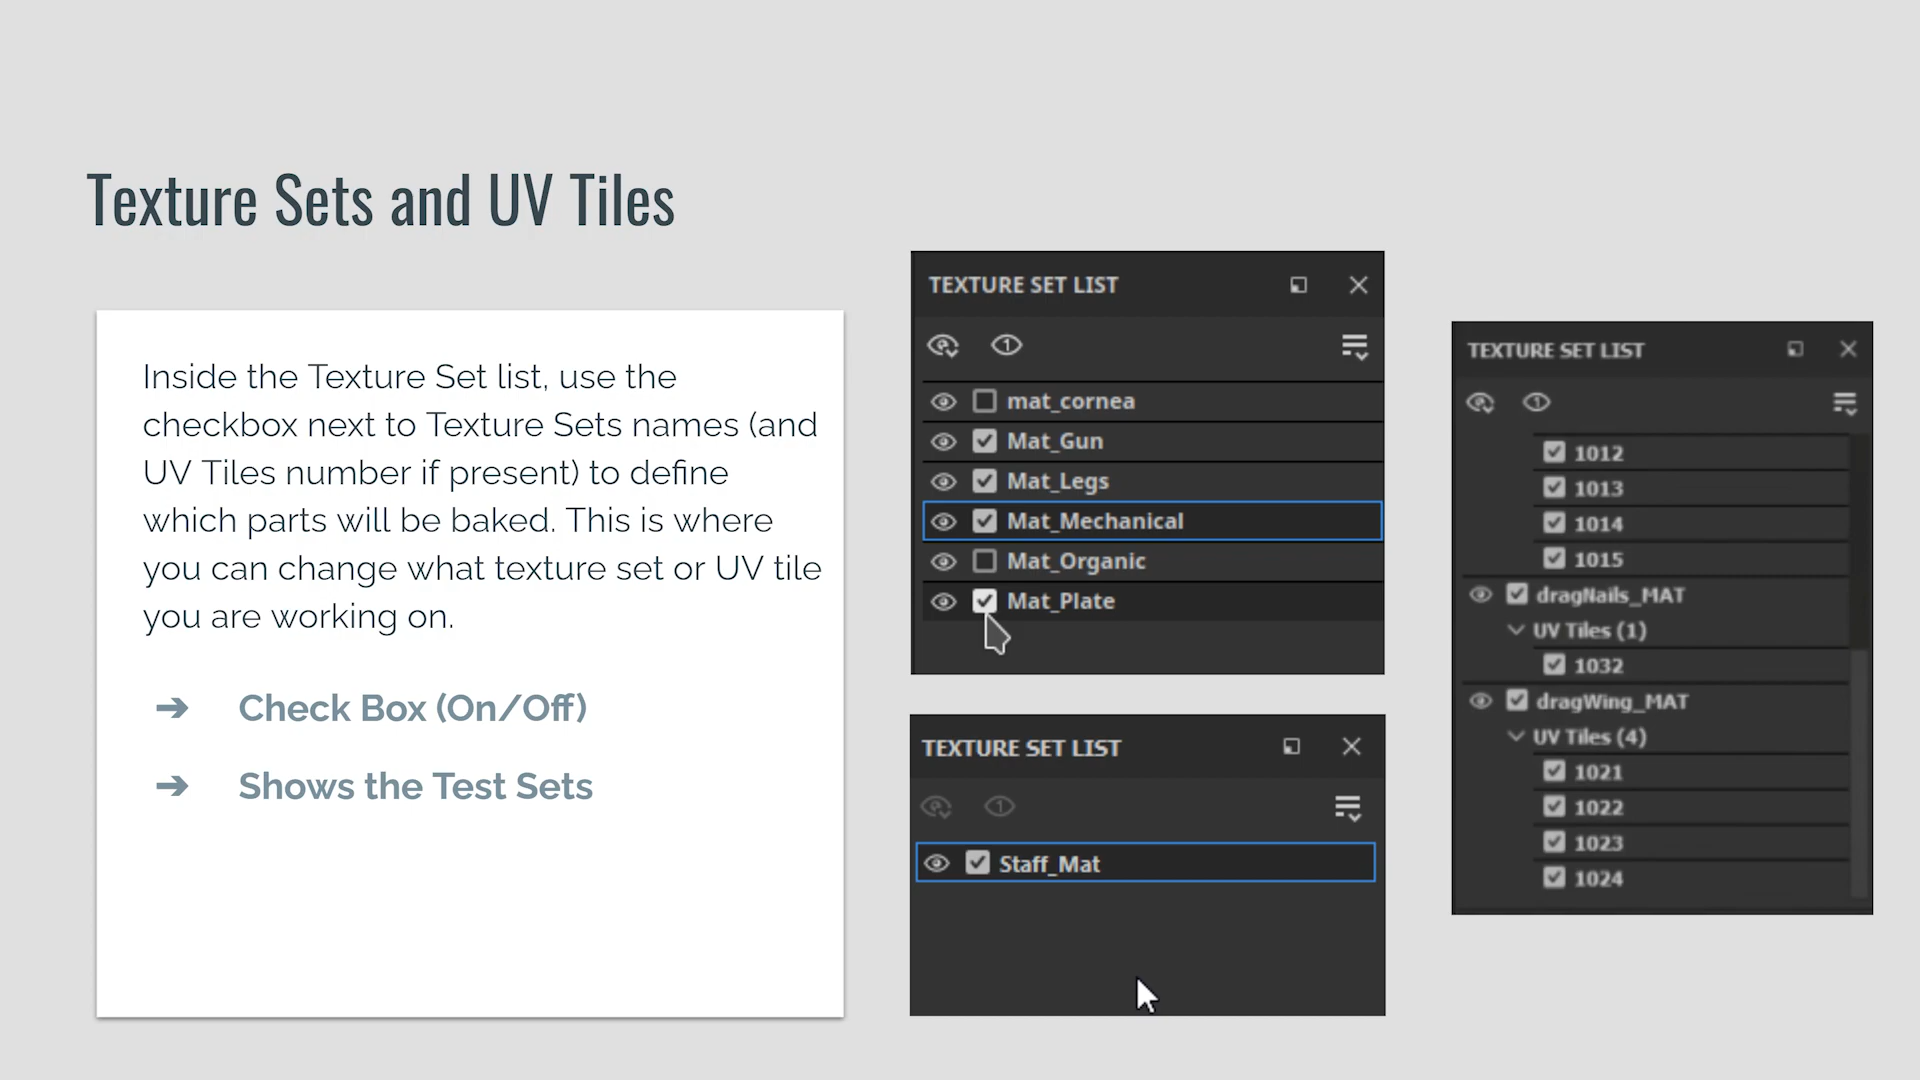 Texture Sets and UV Tiles
Inside the Texture Set list, use the
checkbox next to Texture Sets names (and
UV Tiles number if present) to define
which parts will be baked. This is where
you can change what texture set or UV tile
you are working on.
➔ Check Box (On/Off)
➔ Shows the Test Sets
TEXTURE SET LIST
1
mat_cornea
Mat_Gun
Mat_Legs
Mat_Mechanical
Mat_Organic
Mat_Plate
TEXTURE SET LIST
1
Staff_Mat
TEXTURE SET LIST
1
1012
1013
1014
1015
dragNails_MAT
UV Tiles (1)
1032
dragWing_MAT
UV Tiles (4)
1021
1022
1023
1024